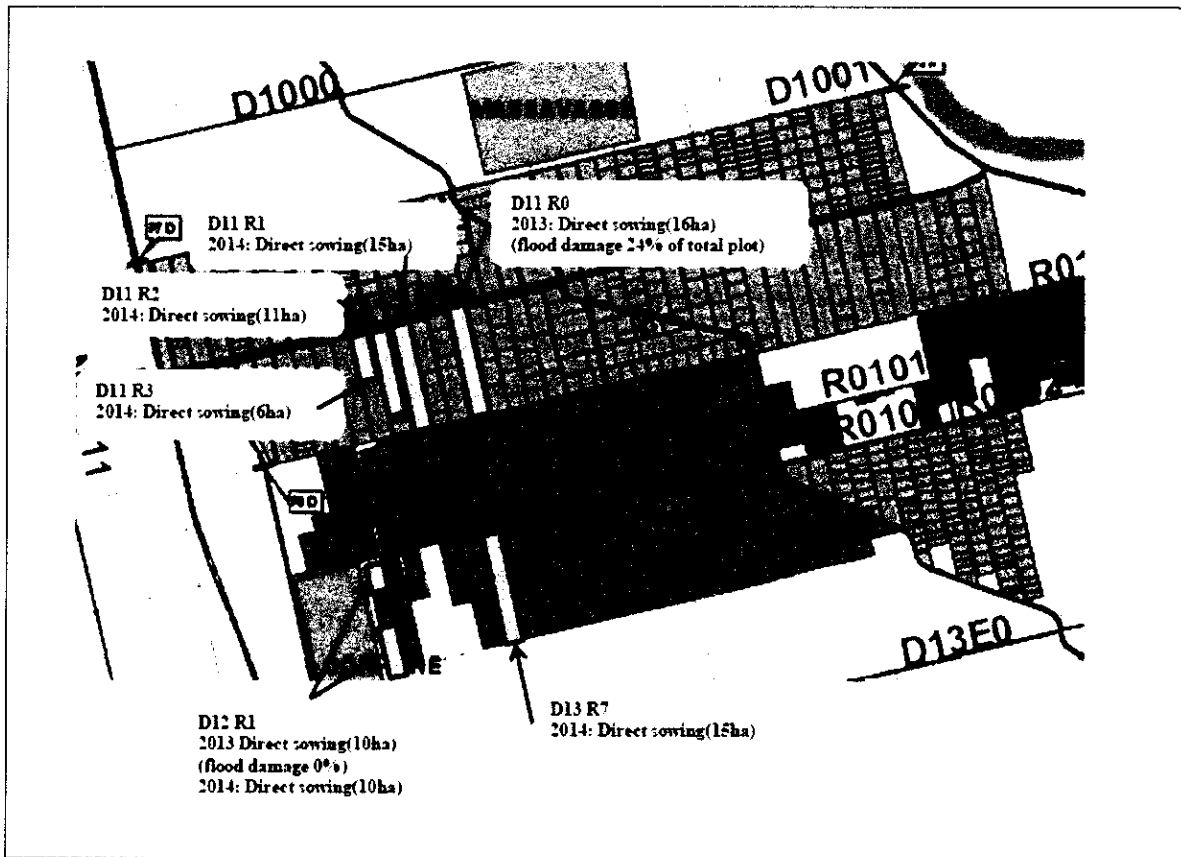 D1000
D1001
D11 R1
2014: Direct sowing(15ha)
D11 R0
2013: Direct sowing(16ha)
(flood damage 24% of total plot)
D11 R2
2014: Direct sowing(11ha)
D11 R3
2014: Direct sowing(6ha)
R0101
11
D13E0
D12 R1
2013 Direct sowing(10ha)
(flood damage 0%)
2014: Direct sowing(10ha)
D13 R7
2014: Direct sowing(15ha)